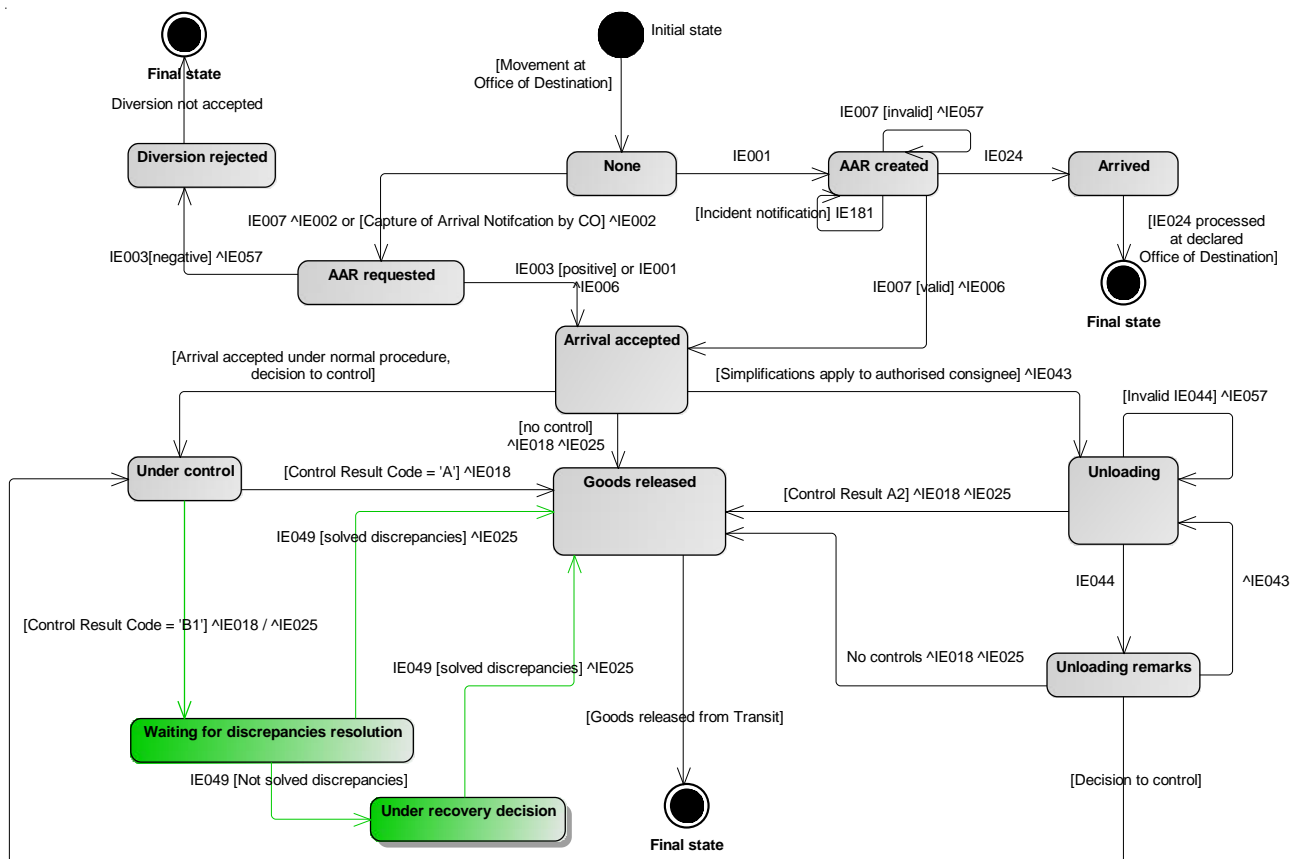 Initial state
Final state
[Movement at
Office of Destination]
Diversion not accepted
IE007 [invalid] ^IE057
Diversion rejected
None
IE001
AAR created
IE024
Arrived
[Incident notification] IE181
IE007 ^IE002 or [Capture of Arrival Notifcation by CO] ^IE002
[IE024 processed
at declared
Office of Destination]
IE003[negative] ^IE057
AAR requested
IE003 [positive] or IE001
^IE006
IE007 [valid] ^IE006
Final state
Arrival accepted
[Arrival accepted under normal procedure,
decision to control]
[Simplifications apply to authorised consignee] ^IE043
[Invalid IE044] ^IE057
[no control]
^IE018 ^IE025
Under control
[Control Result Code = 'A'] ^IE018
Goods released
Unloading
[Control Result A2] ^IE018 ^IE025
IE049 [solved discrepancies] ^IE025
IE044
^IE043
[Control Result Code = 'B1'] ^IE018 / ^IE025
No controls ^IE018 ^IE025
Unloading remarks
IE049 [solved discrepancies] ^IE025
[Goods released from Transit]
Waiting for discrepancies resolution
IE049 [Not solved discrepancies]
[Decision to control]
Under recovery decision
Final state